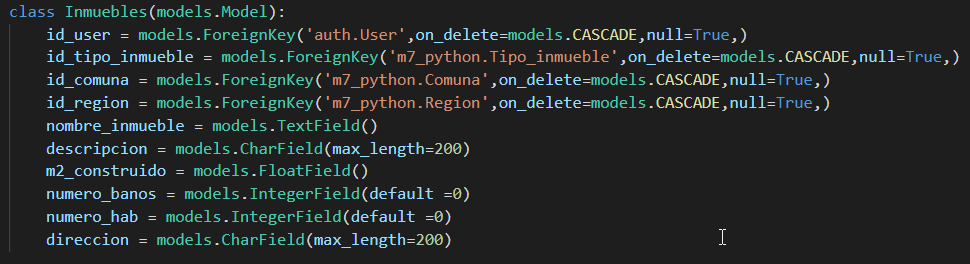 class Inmuebles(models.Model):
    id_user = models.ForeignKey('auth.User',on_delete=models.CASCADE,null=True,)
    id_tipo_inmueble = models.ForeignKey('m7_python.Tipo_inmueble',on_delete=models.CASCADE,null=True,)
    id_comuna = models.ForeignKey('m7_python.Comuna',on_delete=models.CASCADE,null=True,)
    id_region = models.ForeignKey('m7_python.Region',on_delete=models.CASCADE,null=True,)
    nombre_inmueble = models.TextField()
    descripcion = models.CharField(max_length=200)
    m2_construido = models.FloatField()
    numero_banos = models.IntegerField(default =0)
    numero_hab = models.IntegerField(default =0)
    direccion = models.CharField(max_length=200)